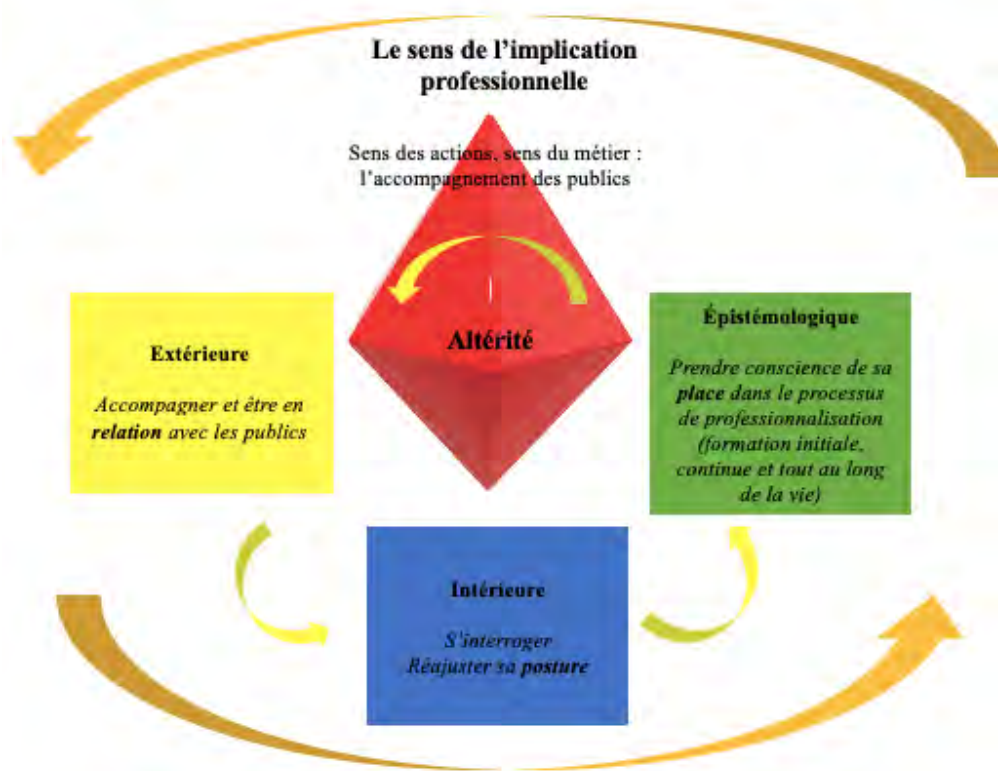 Le sens de l’implication
professionnelle
Sens des actions, sens du métier :
l’accompagnement des publics
Altérité
Extérieure
Accompagner et être en
relation avec les publics
Intérieure
S’interroger
Réajuster sa posture
Épistémologique
Prendre conscience de sa
place dans le processus
de professionnalisation
(formation initiale,
continue et tout au long
de la vie)